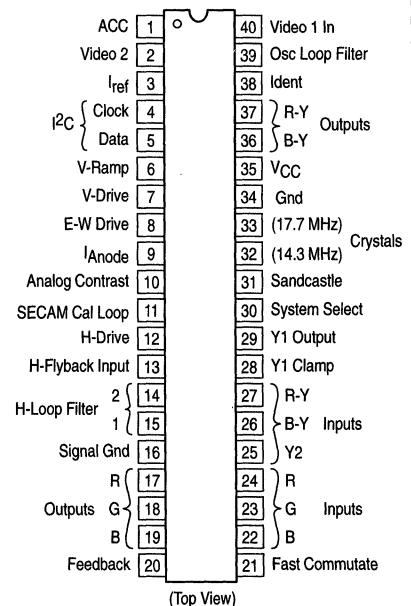 ACC 1 40 Video 1 In
Video 2 2 39 Osc Loop Filter
Iref 3 38 Ident
I2C Clock 4 37 R-Y Outputs
Data 5 36 B-Y
V-Ramp 6 35 VCC
V-Drive 7 34 Gnd
E-W Drive 8 33 (17.7 MHz) Crystals
IAnode 9 32 (14.3 MHz)
Analog Contrast 10 31 Sandcastle
SECAM Cal Loop 11 30 System Select
H-Drive 12 29 Y1 Output
H-Flyback Input 13 28 Y1 Clamp
H-Loop Filter 2 14 27 R-Y
1 15 26 B-Y Inputs
Signal Gnd 16 25 Y2
R 17 24 R
Outputs G 18 23 G Inputs
B 19 22 B
Feedback 20 21 Fast Commutate
(Top View)